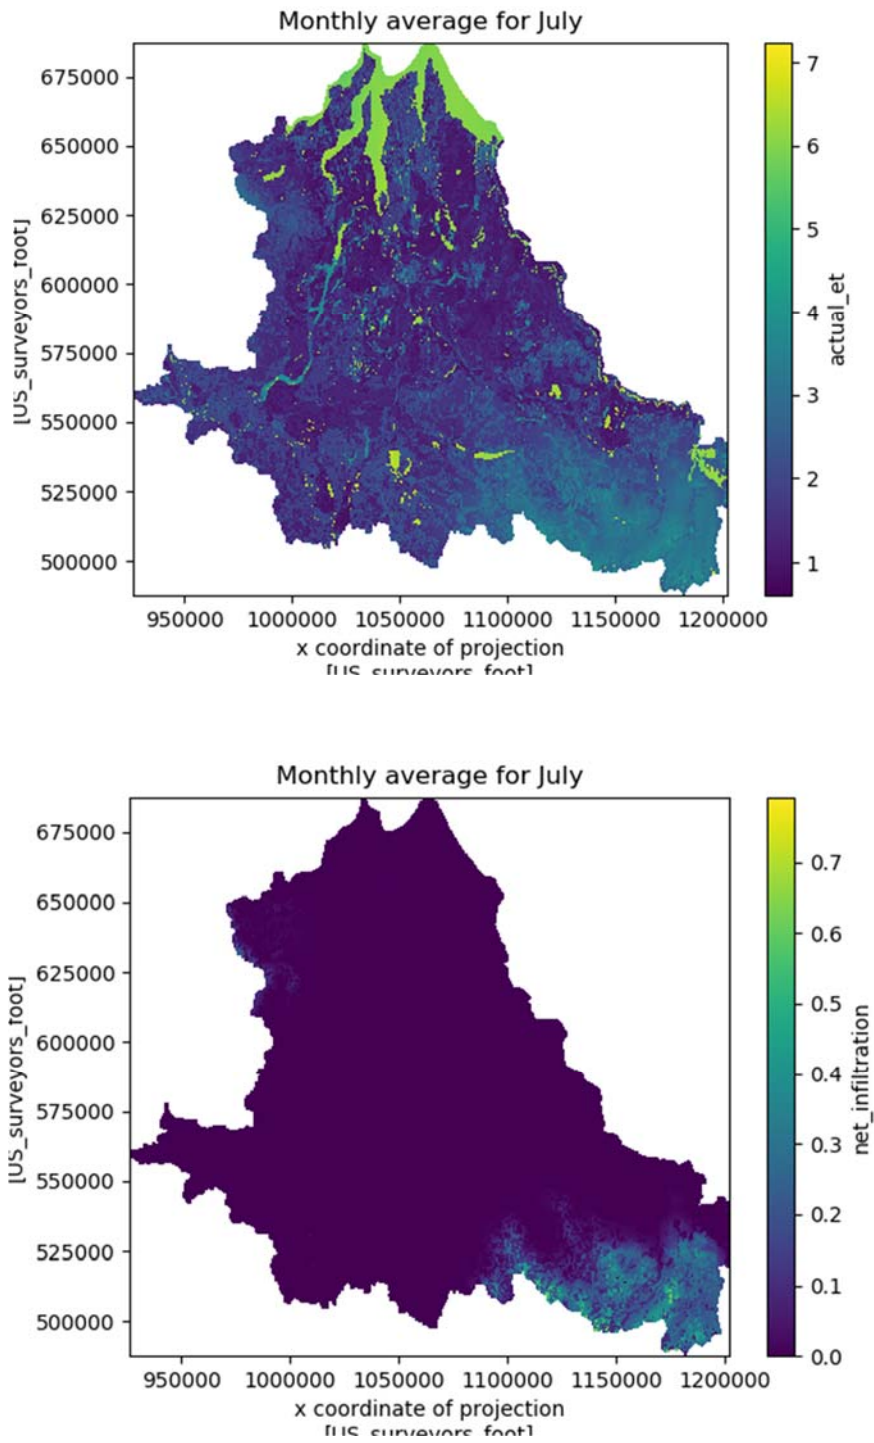 Monthly average for July
675000
650000
625000
600000
575000
550000
525000
500000
[US_surveyors_foot]
950000 1000000 1050000 1100000 1150000 1200000
x coordinate of projection
[US_surveyors_foot]
7
6
5
4
3
2
1
actual_et
Monthly average for July
675000
650000
625000
600000
575000
550000
525000
500000
[US_surveyors_foot]
950000 1000000 1050000 1100000 1150000 1200000
x coordinate of projection
[US_surveyors_foot]
0.7
0.6
0.5
0.4
0.3
0.2
0.1
0.0
net_infiltration